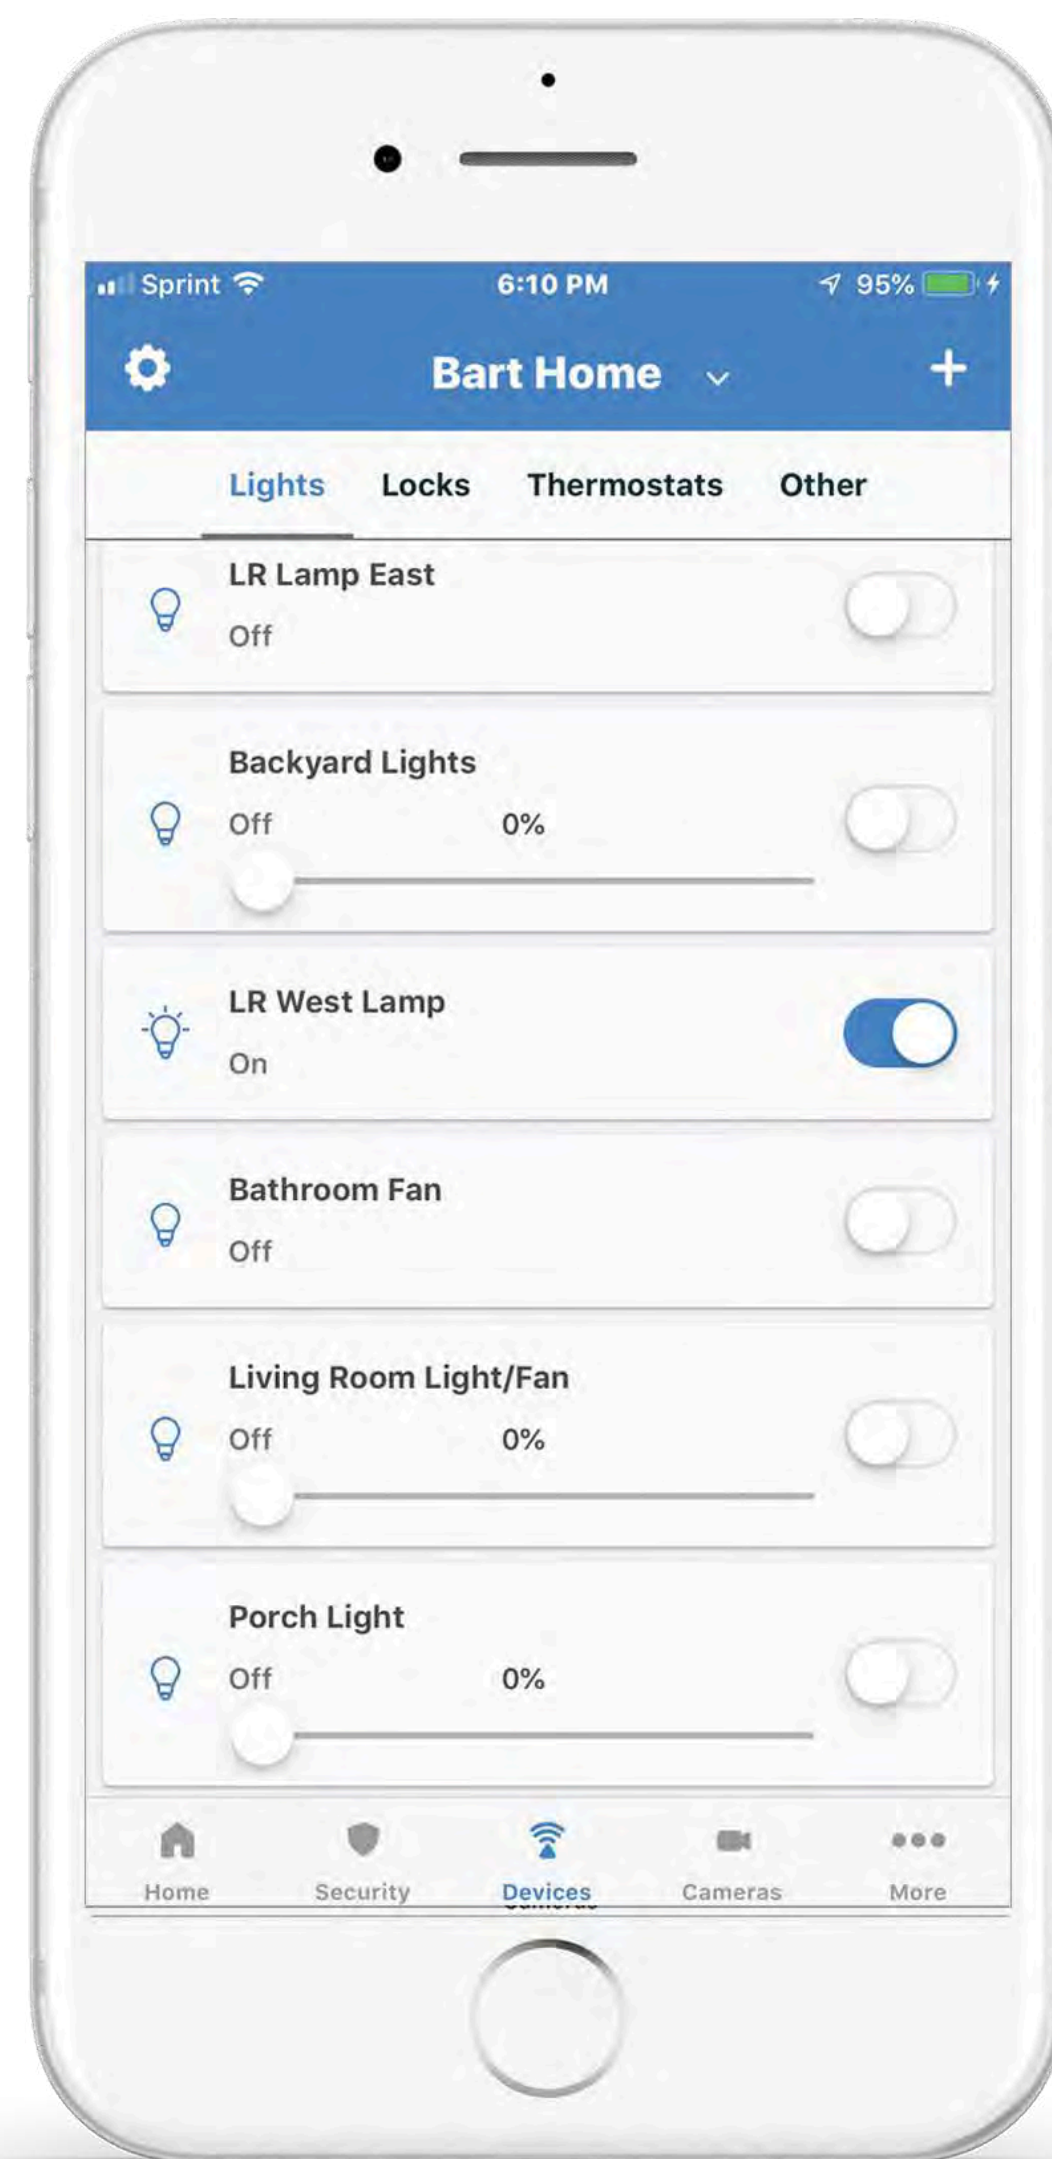 Sprint 6:10 PM 95%
Bart Home
Lights Locks Thermostats Other
LR Lamp East
Off
Backyard Lights
Off 0%
LR West Lamp
On
Bathroom Fan
Off
Living Room Light/Fan
Off 0%
Porch Light
Off 0%
Home Security Devices Cameras More